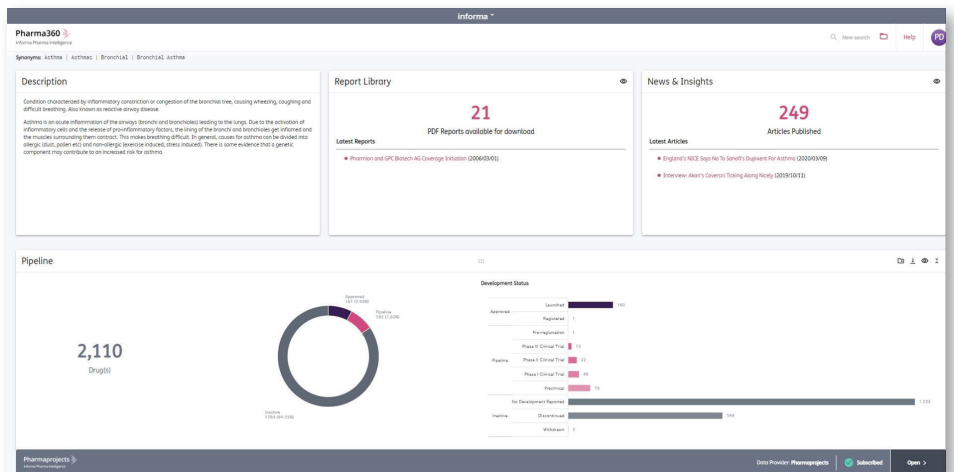 informa
Pharma360
Informa Pharma Intelligence
New search
Help
PD
Synonyms: Asthma | Asthmas | Bronchial | Bronchial Asthma
Description
Condition characterized by inflammatory constriction or congestion of the bronchial tree, causing wheezing, coughing and
difficult breathing. Also known as reactive airway disease.
Asthma is an acute inflammation of the airways (bronchi and bronchioles) leading to the lungs. Due to the activation of
inflammatory cells and the release of pro-inflammatory factors, the lining of the bronchi and bronchioles get inflamed and
the muscles surrounding them contract. This makes breathing difficult. In general, causes for asthma can be divided into
allergic (dust, pollen etc) and non-allergic (exercise induced, stress induced). There is some evidence that a genetic
component may contribute to an increased risk for asthma.
Report Library
21
PDF Reports available for download
Latest Reports
Pharmion and GPC Biotech AG Coverage Initiation (2006/03/01)
News & Insights
249
Articles Published
Latest Articles
England's NICE Says No To Sanofi's Dupixent For Asthma (2020/03/09)
Interview: Akari's Coversin Ticking Along Nicely (2019/10/11)
Pipeline
2,110
Drug(s)
Approved
Pipeline
Inactive
Development Status
Approved
Launched 160
Registered 1
Pre-registration 1
Phase III Clinical Trial
Pipeline
Phase II Clinical Trial
Phase I Clinical Trial
Preclinical
No Development Reported
Inactive
Discontinued
Withdrawn
Pharmaprojects
Informa Pharma Intelligence
Data Provider: Pharmaprojects
Subscribed
Open >